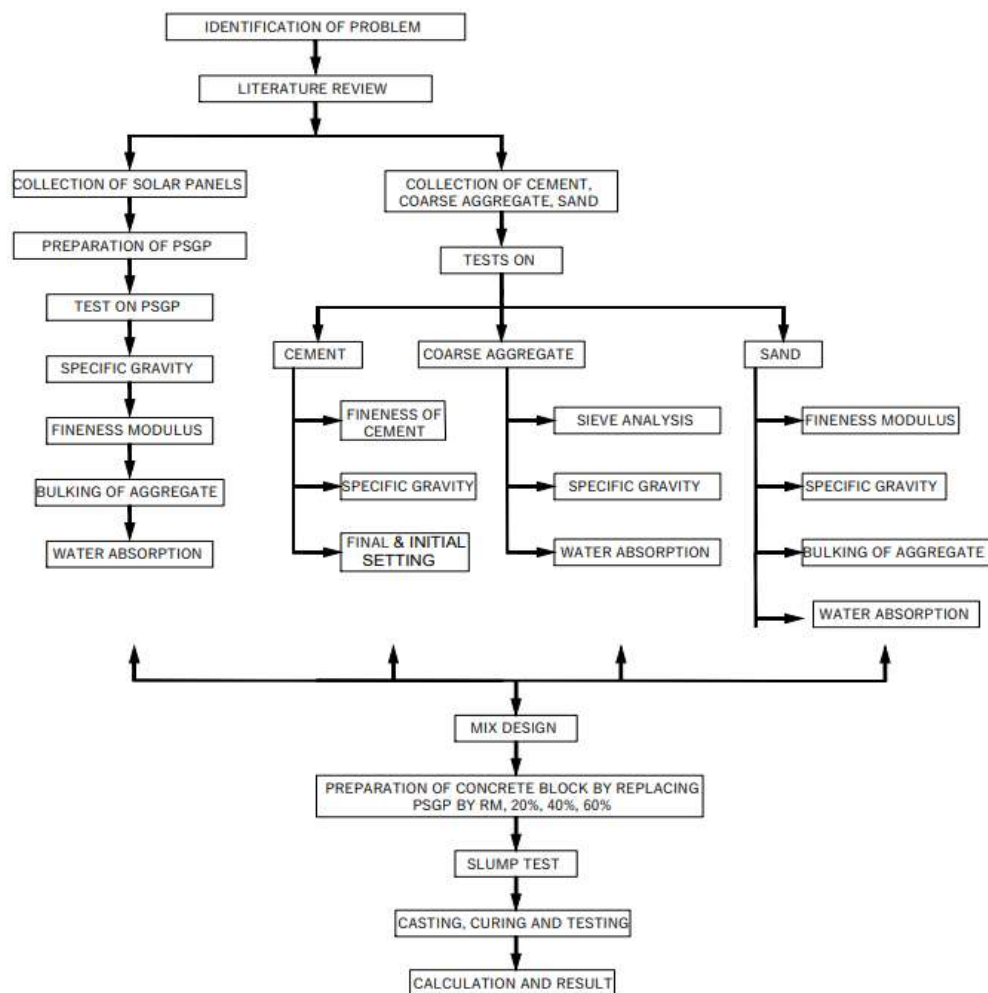 IDENTIFICATION OF PROBLEM
LITERATURE REVIEW
COLLECTION OF SOLAR PANELS
COLLECTION OF CEMENT,
COARSE AGGREGATE, SAND
PREPARATION OF PSGP
TESTS ON
TEST ON PSGP
SPECIFIC GRAVITY
FINENESS MODULUS
BULKING OF AGGREGATE
WATER ABSORPTION
CEMENT
FINENESS OF
CEMENT
SPECIFIC GRAVITY
FINAL & INITIAL
SETTING
COARSE AGGREGATE
SIEVE ANALYSIS
SPECIFIC GRAVITY
WATER ABSORPTION
SAND
FINENESS MODULUS
SPECIFIC GRAVITY
BULKING OF AGGREGATE
WATER ABSORPTION
MIX DESIGN
PREPARATION OF CONCRETE BLOCK BY REPLACING
PSGP BY RM, 20%, 40%, 60%
SLUMP TEST
CASTING, CURING AND TESTING
CALCULATION AND RESULT